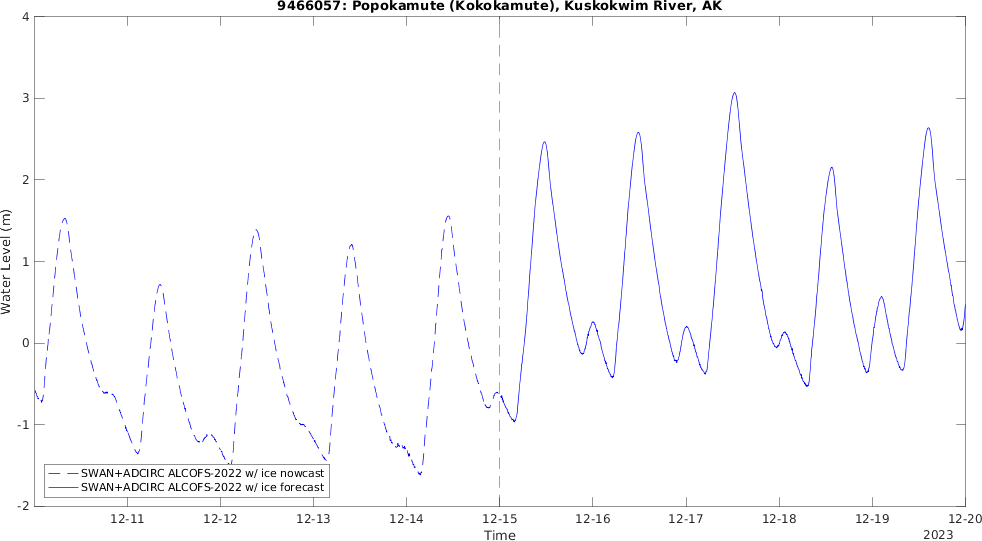 9466057: Popokamute (Kokokamute), Kuskokwim River, AK
4
3
2
1
0
-1
-2
Water Level (m)
SWAN+ADCIRC ALCOFS-2022 w/ ice nowcast
SWAN+ADCIRC ALCOFS-2022 w/ ice forecast
12-11 12-12 12-13 12-14 12-15 12-16 12-17 12-18 12-19 12-20
Time 2023